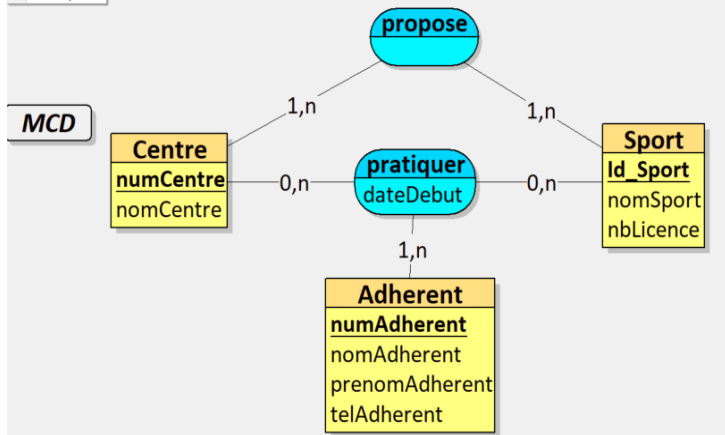 propose
1,n
1,n
MCD
Centre
numCentre
nomCentre
0,n
pratiquer
dateDebut
0,n
Sport
Id_Sport
nomSport
nbLicence
1,n
Adherent
numAdherent
nomAdherent
prenomAdherent
telAdherent